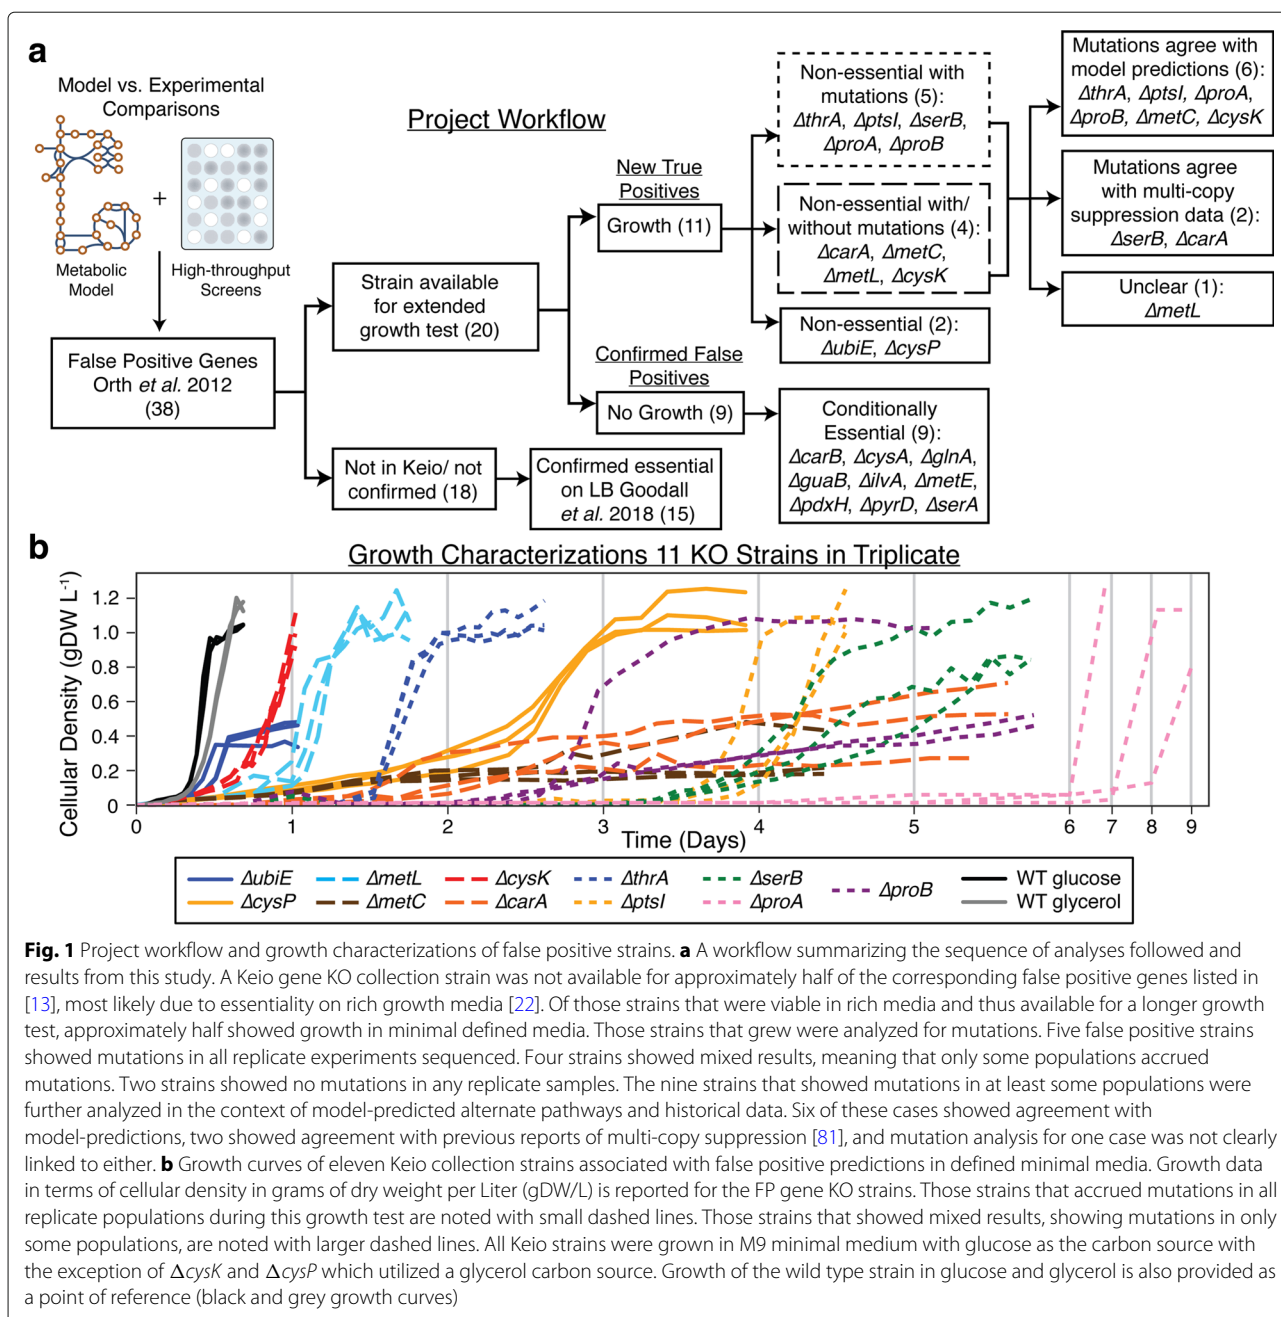 a
Model vs. Experimental
Comparisons
+
Metabolic
Model
High-throughput
Screens
Project Workflow
False Positive Genes
Orth et al. 2012
(38)
Strain available
for extended
growth test (20)
Not in Keio/ not
confirmed (18)
Confirmed essential
on LB Goodall
et al. 2018 (15)
New True
Positives
Growth (11)
Confirmed False
Positives
No Growth (9)
Non-essential with
mutations (5):
ΔthrA, ΔptsI, ΔserB,
ΔproA, ΔproB
Non-essential with/
without mutations (4):
ΔcarA, ΔmetC,
ΔmetL, ΔcysK
Non-essential (2):
ΔubiE, ΔcysP
Conditionally
Essential (9):
ΔcarB, ΔcysA, ΔglnA,
ΔguaB, ΔilvA, ΔmetE,
ΔpdxH, ΔpyrD, ΔserA
Mutations agree with
model predictions (6):
ΔthrA, ΔptsI, ΔproA,
ΔproB, ΔmetC, ΔcysK
Mutations agree
with multi-copy
suppression data (2):
ΔserB, ΔcarA
Unclear (1):
ΔmetL
b
Growth Characterizations 11 KO Strains in Triplicate
Cellular Density (gDW L⁻¹)
1.2
1.0
0.8
0.6
0.4
0.2
0
0 1 2 3 4 5 6 7 8 9
Time (Days)
ΔubiE ΔmetL ΔcysK ΔthrA ΔserB ΔproB WT glucose
ΔcysP ΔmetC ΔcarA ΔptsI ΔproA WT glycerol
Fig. 1 Project workflow and growth characterizations of false positive strains. a A workflow summarizing the sequence of analyses followed and
results from this study. A Keio gene KO collection strain was not available for approximately half of the corresponding false positive genes listed in
[13], most likely due to essentiality on rich growth media [22]. Of those strains that were viable in rich media and thus available for a longer growth
test, approximately half showed growth in minimal defined media. Those strains that grew were analyzed for mutations. Five false positive strains
showed mutations in all replicate experiments sequenced. Four strains showed mixed results, meaning that only some populations accrued
mutations. Two strains showed no mutations in any replicate samples. The nine strains that showed mutations in at least some populations were
further analyzed in the context of model-predicted alternate pathways and historical data. Six of these cases showed agreement with
model-predictions, two showed agreement with previous reports of multi-copy suppression [81], and mutation analysis for one case was not clearly
linked to either. b Growth curves of eleven Keio collection strains associated with false positive predictions in defined minimal media. Growth data
in terms of cellular density in grams of dry weight per Liter (gDW/L) is reported for the FP gene KO strains. Those strains that accrued mutations in all
replicate populations during this growth test are noted with small dashed lines. Those strains that showed mixed results, showing mutations in only
some populations, are noted with larger dashed lines. All Keio strains were grown in M9 minimal medium with glucose as the carbon source with
the exception of ΔcysK and ΔcysP which utilized a glycerol carbon source. Growth of the wild type strain in glucose and glycerol is also provided as
a point of reference (black and grey growth curves)